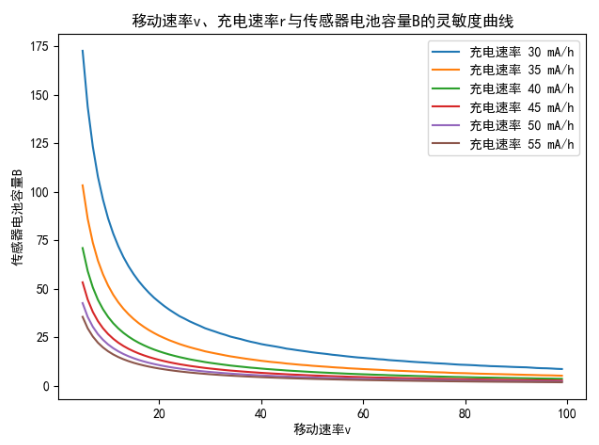 移动速率v、充电速率r与传感器电池容量B的灵敏度曲线
175
150
125
100
75
50
25
0
传感器电池容量B
充电速率 30 mA/h
充电速率 35 mA/h
充电速率 40 mA/h
充电速率 45 mA/h
充电速率 50 mA/h
充电速率 55 mA/h
20
40
60
80
100
移动速率v